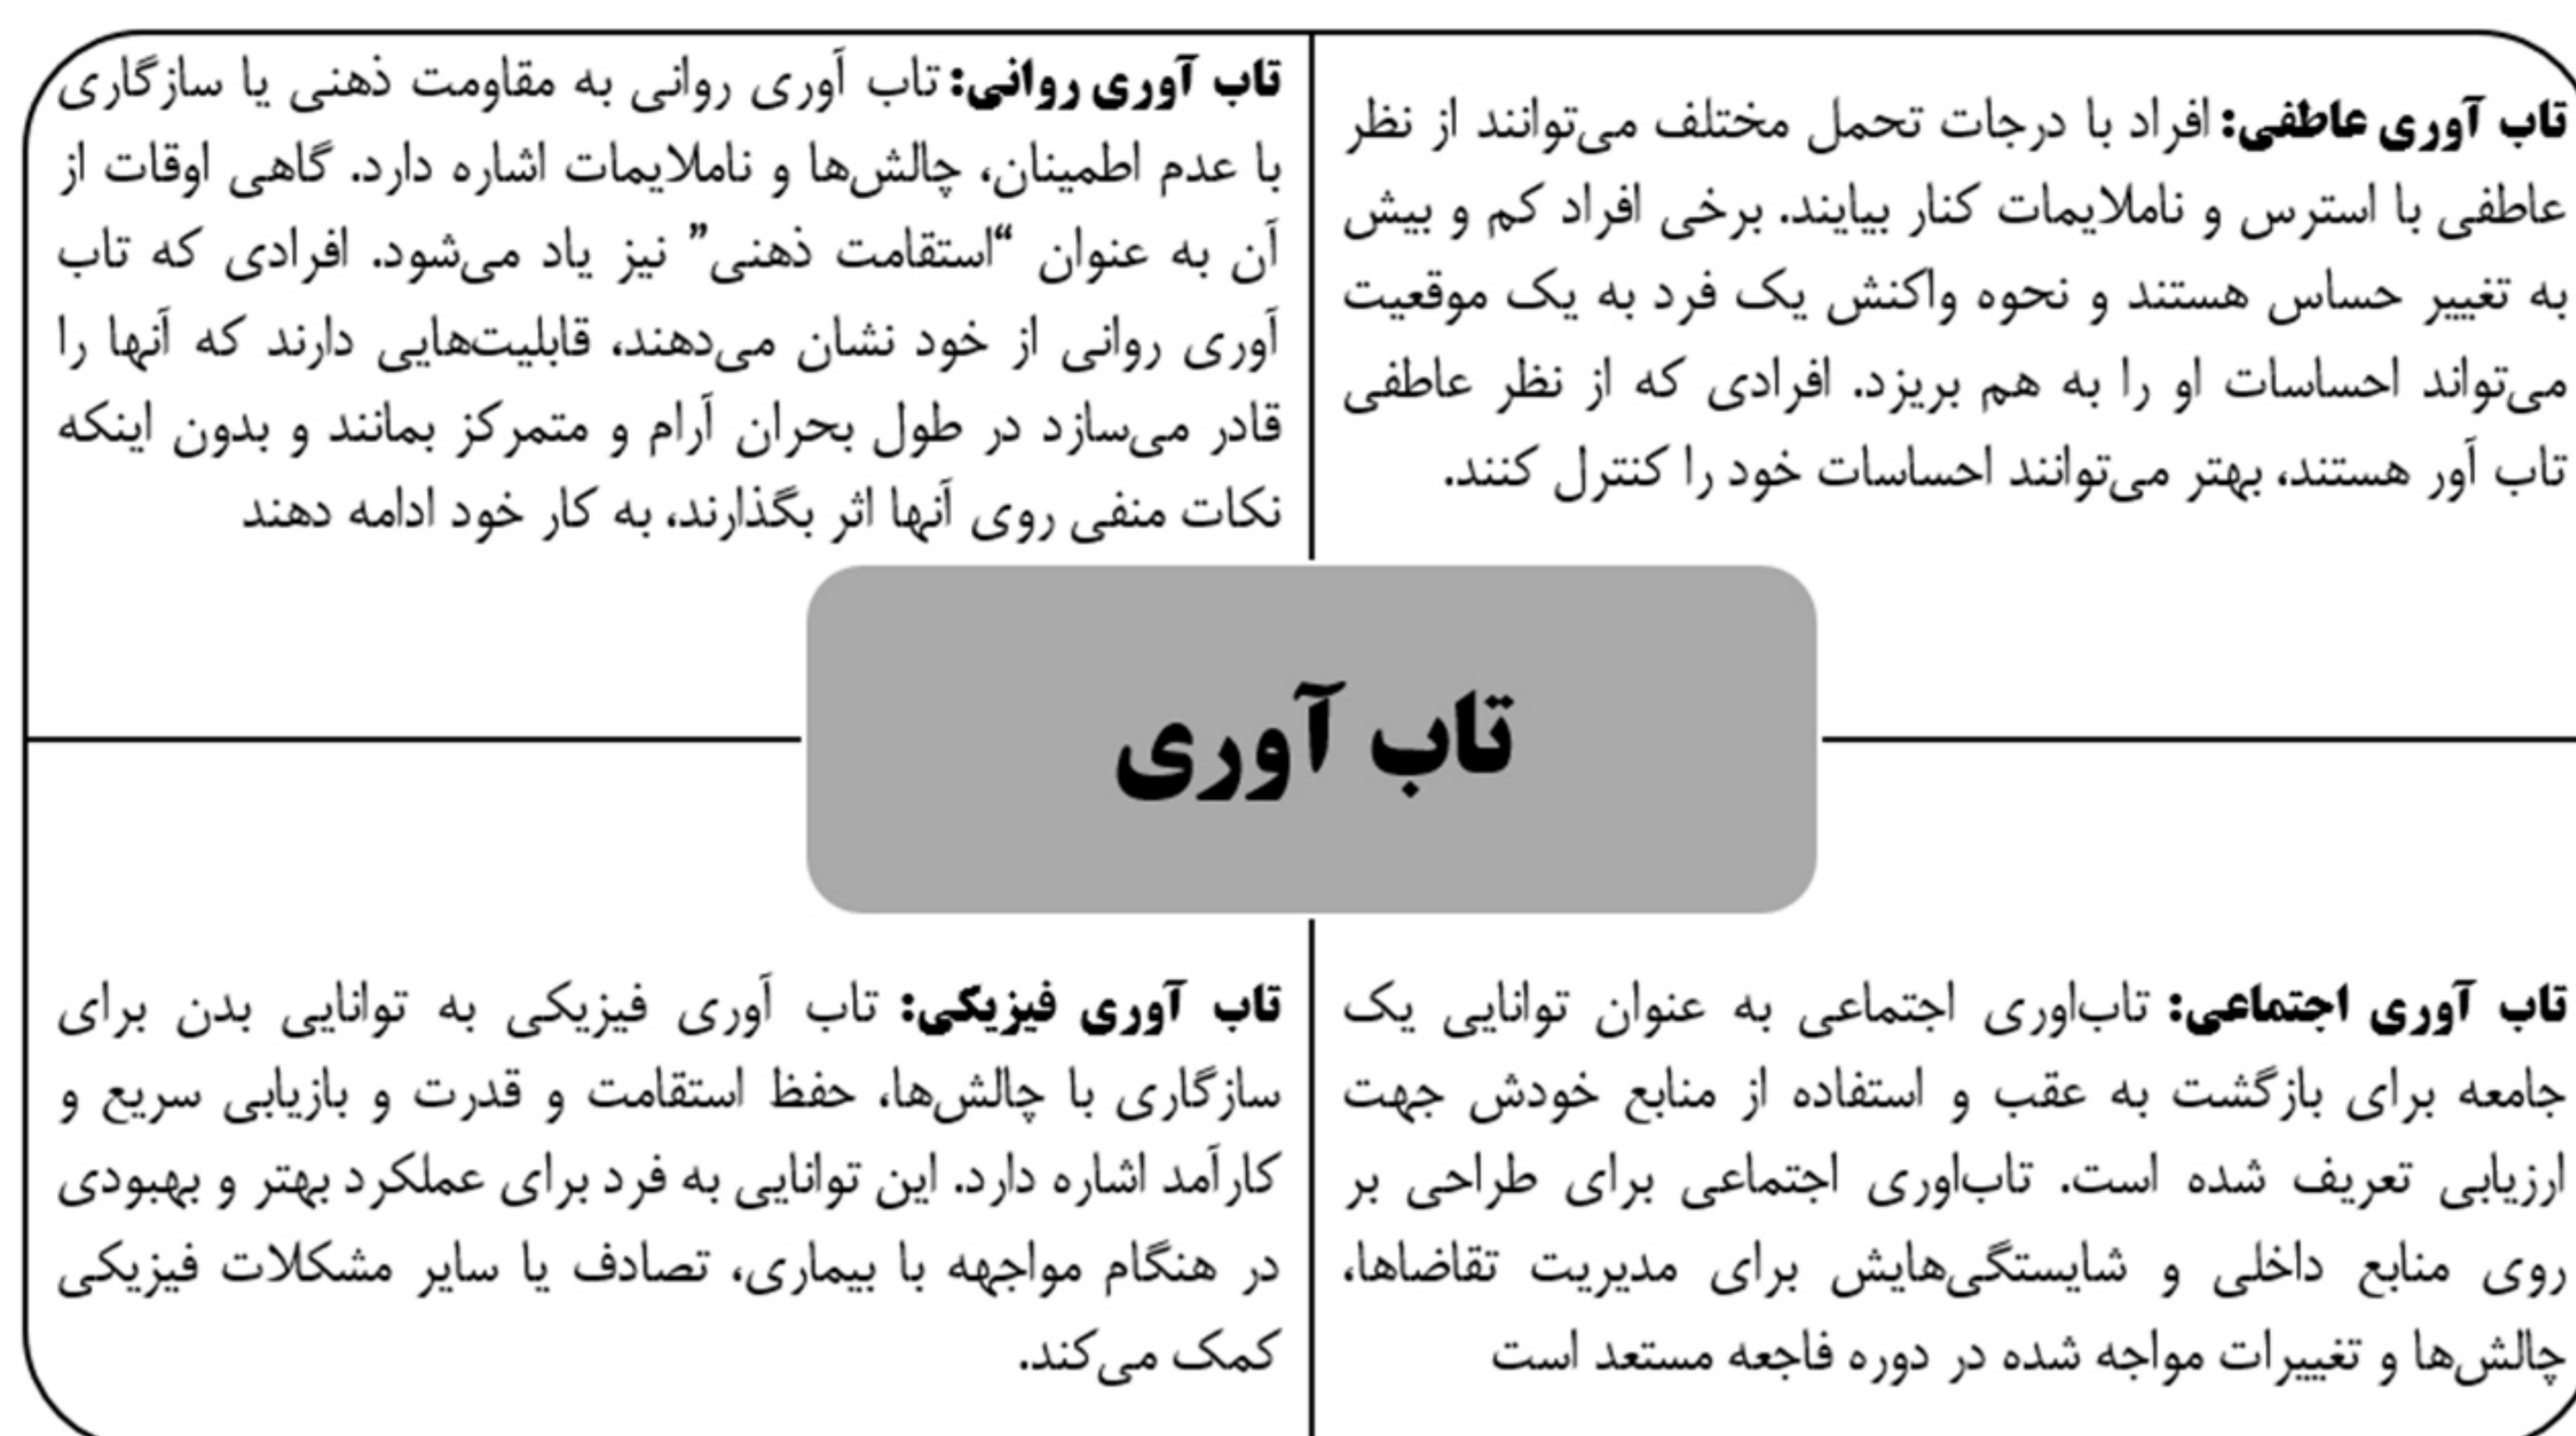 تاب آوری عاطفی: افراد با درجات تحمل مختلف می‌توانند از نظر
عاطفی با استرس و ناملایمات کنار بیایند. برخی افراد کم و بیش
به تغییر حساس هستند و نحوه واکنش یک فرد به یک موقعیت
می‌تواند احساسات او را به هم بریزد. افرادی که از نظر عاطفی
تاب آور هستند، بهتر می‌توانند احساسات خود را کنترل کنند.
تاب آوری روانی: تاب آوری روانی به مقاومت ذهنی یا سازگاری
با عدم اطمینان، چالش‌ها و ناملایمات اشاره دارد. گاهی اوقات از
آن به عنوان “استقامت ذهنی” نیز یاد می‌شود. افرادی که تاب
آوری روانی از خود نشان می‌دهند، قابلیت‌هایی دارند که آنها را
قادر می‌سازد در طول بحران آرام و متمرکز بمانند و بدون اینکه
نکات منفی روی آنها اثر بگذارند، به کار خود ادامه دهند
تاب آوری
تاب آوری اجتماعی: تاب‌اوری اجتماعی به عنوان توانایی یک
جامعه برای بازگشت به عقب و استفاده از منابع خودش جهت
ارزیابی تعریف شده است. تاب‌اوری اجتماعی برای طراحی بر
روی منابع داخلی و شایستگی‌هایش برای مدیریت تقاضاها،
چالش‌ها و تغییرات مواجه شده در دوره فاجعه مستعد است
تاب آوری فیزیکی: تاب آوری فیزیکی به توانایی بدن برای
سازگاری با چالش‌ها، حفظ استقامت و قدرت و بازیابی سریع و
کارآمد اشاره دارد. این توانایی به فرد برای عملکرد بهتر و بهبودی
در هنگام مواجهه با بیماری، تصادف یا سایر مشکلات فیزیکی
کمک می‌کند.